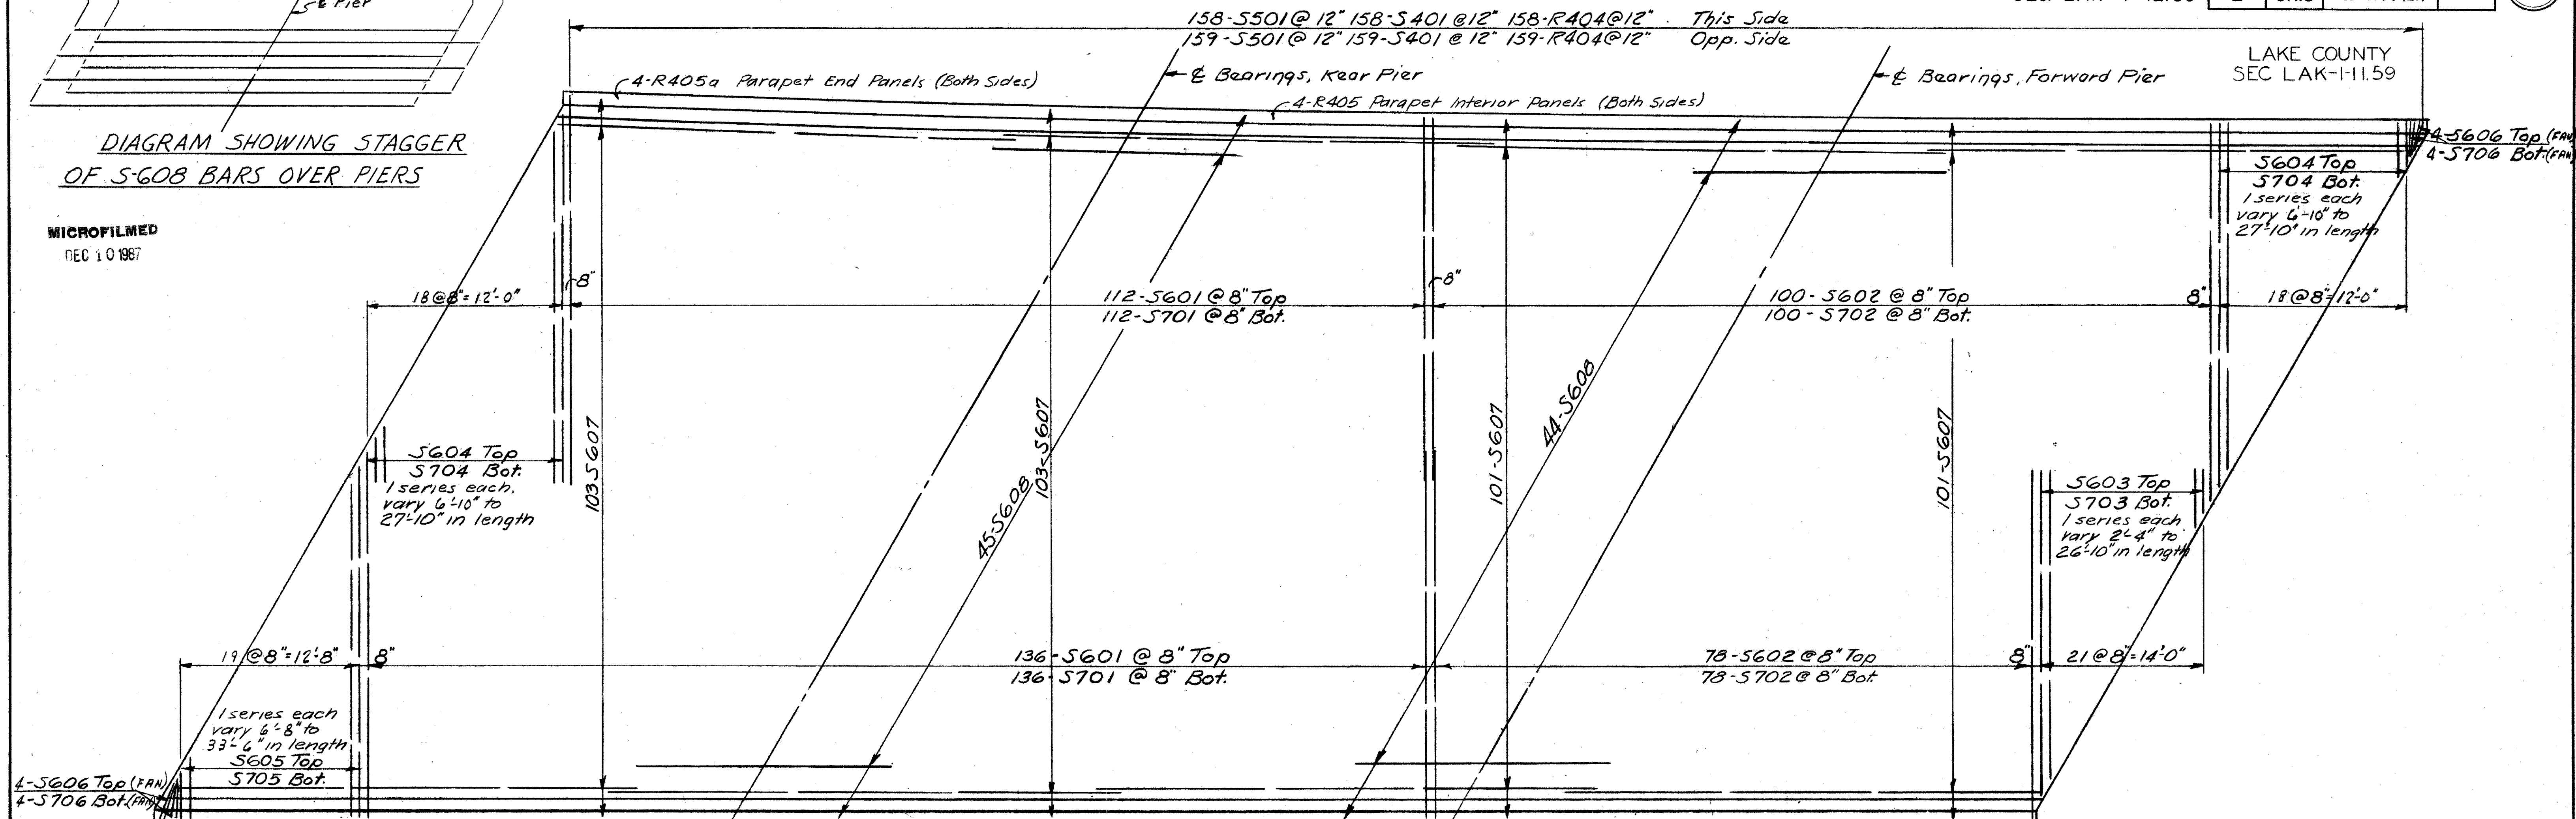 158-S501@ 12" 158-S401@12" 158-R404@12" This Side
159-S501@ 12" 159-S401@ 12" 159-R404@12" Opp. Side
LAKE COUNTY
SEC LAK-1-11.59
℄ Pier
4-R405a Parapet End Panels (Both Sides)
℄ Bearings, Rear Pier
4-R405 Parapet Interior Panels (Both Sides)
℄ Bearings, Forward Pier
DIAGRAM SHOWING STAGGER
OF S-608 BARS OVER PIERS
MICROFILMED
DEC 10 1987
4-S606 Top (FAN)
4-S706 Bot.(FAN)
S604 Top
S704 Bot.
1 series each
vary 6'-10" to
27'-10" in length
18@8"=12'-0"
8"
112-S601@8" Top
112-S701@8" Bot.
8"
100-S602@8" Top
100-S702@8" Bot.
8"
18@8"=12'-0"
S604 Top
S704 Bot.
1 series each,
vary 6'-10" to
27'-10" in length
103-S607
45-S608
103-S607
101-S607
44-S608
101-S607
S603 Top
S703 Bot.
1 series each
vary 2'-4" to
26'-10" in length
19@8"=12'-8"
8"
136-S601@8" Top
136-S701@8" Bot.
78-S602@8" Top
78-S702@8" Bot
8"
21@8"=14'-0"
1 series each
vary 6'-8" to
33'-6" in length
S605 Top
S705 Bot.
4-S606 Top (FAN)
4-S706 Bot.(FAN)